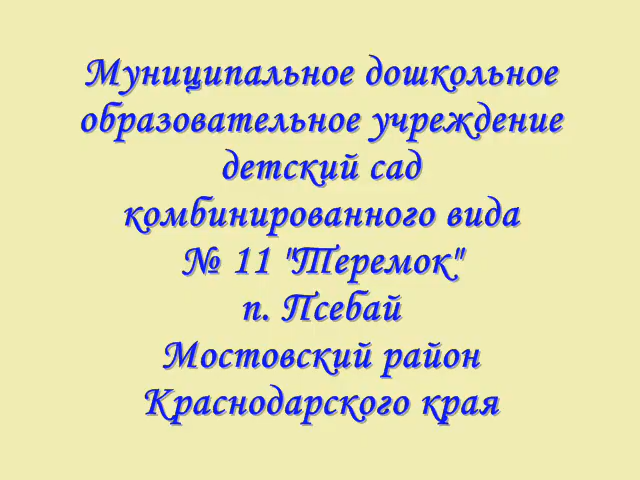 Муниципальное дошкольное
образовательное учреждение
детский сад
комбинированного вида
№ 11 "Теремок"
п. Псебай
Мостовский район
Краснодарского края